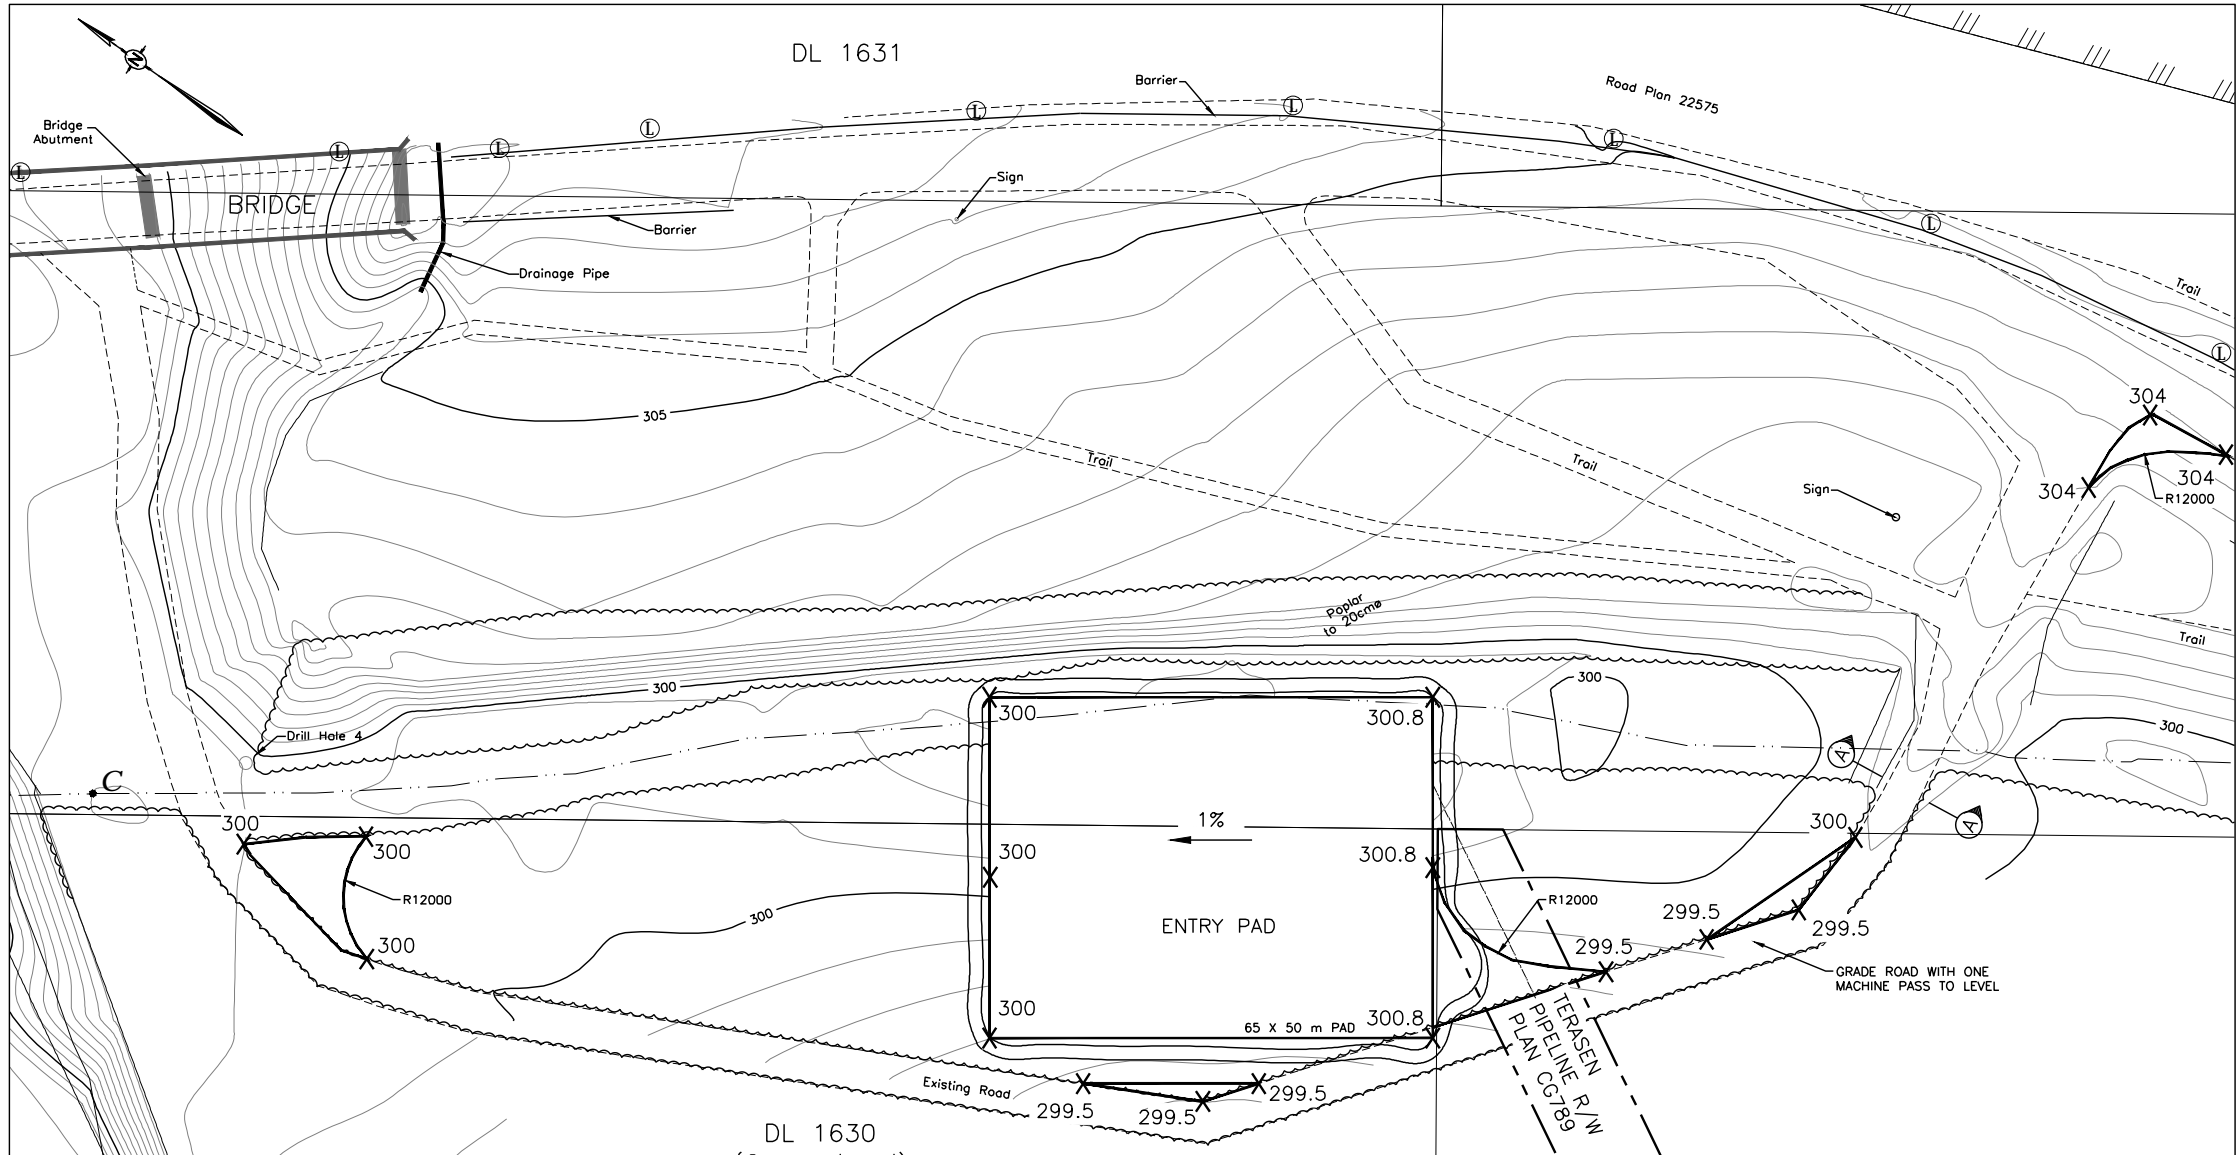 DL 1631
Barrier
Road Plan 22575
N
L
L
L
L
L
L
L
L
L
Bridge
Abutment
BRIDGE
Sign
Barrier
Drainage Pipe
Trail
305
304
Trail
Trail
304
304
R12000
Sign
Poplar
to 20cmø
Trail
300
300
300
Drill Hole 4
300
300.8
A
C
300
300
R12000
300
300
1%
300
300.8
R12000
300
A
ENTRY PAD
299.5
299.5
299.5
GRADE ROAD WITH ONE
MACHINE PASS TO LEVEL
300
65 X 50 m PAD
300.8
TERASEN
PIPELINE R/W
PLAN CG789
Existing Road
299.5
299.5
299.5
DL 1630